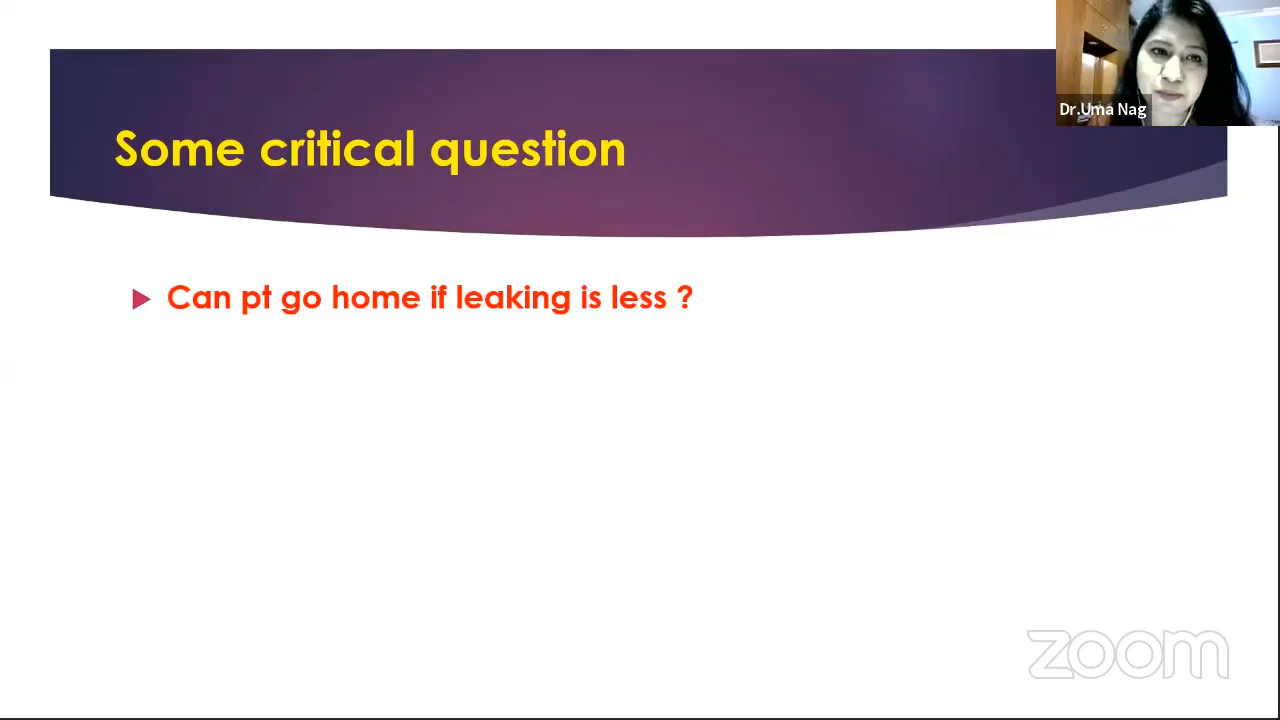 Dr.Uma Nag
Some critical question
Can pt go home if leaking is less ?
zoom